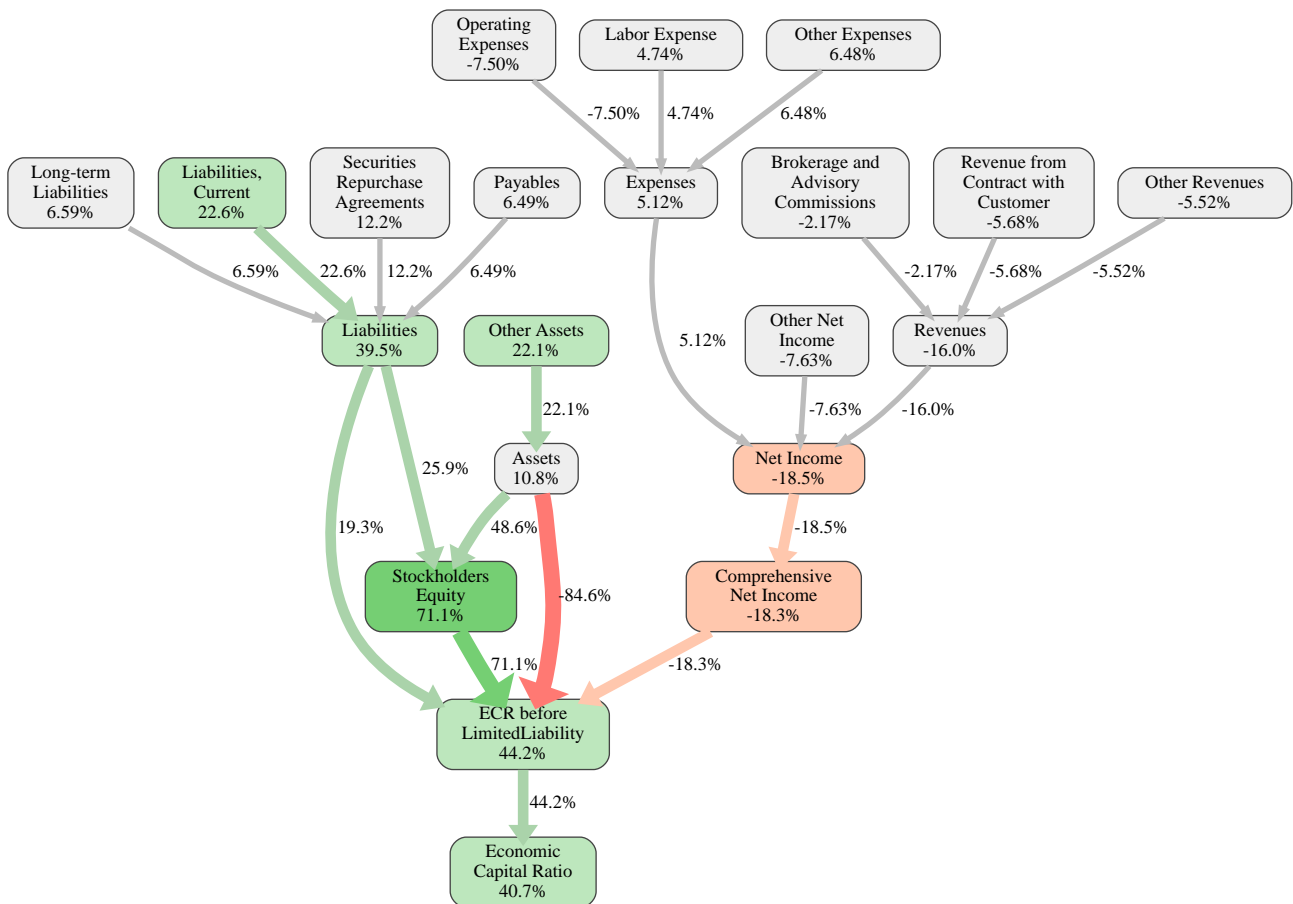 Operating
Expenses
-7.50%
Labor Expense
4.74%
Other Expenses
6.48%
-7.50%
4.74%
6.48%
Long-term
Liabilities
6.59%
Liabilities,
Current
22.6%
Securities
Repurchase
Agreements
12.2%
Payables
6.49%
Expenses
5.12%
Brokerage and
Advisory
Commissions
-2.17%
Revenue from
Contract with
Customer
-5.68%
Other Revenues
-5.52%
6.59%
22.6%
12.2%
6.49%
-2.17%
-5.68%
-5.52%
Liabilities
39.5%
Other Assets
22.1%
5.12%
Other Net
Income
-7.63%
Revenues
-16.0%
22.1%
-7.63%
-16.0%
25.9%
Assets
10.8%
Net Income
-18.5%
19.3%
48.6%
-18.5%
Stockholders
Equity
71.1%
-84.6%
Comprehensive
Net Income
-18.3%
71.1%
-18.3%
ECR before
LimitedLiability
44.2%
44.2%
Economic
Capital Ratio
40.7%